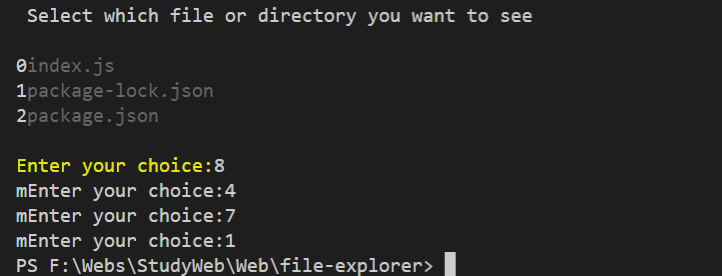 Select which file or directory you want to see
0index.js
1package-lock.json
2package.json
Enter your choice:8
mEnter your choice:4
mEnter your choice:7
mEnter your choice:1
PS F:\Webs\StudyWeb\Web\file-explorer>